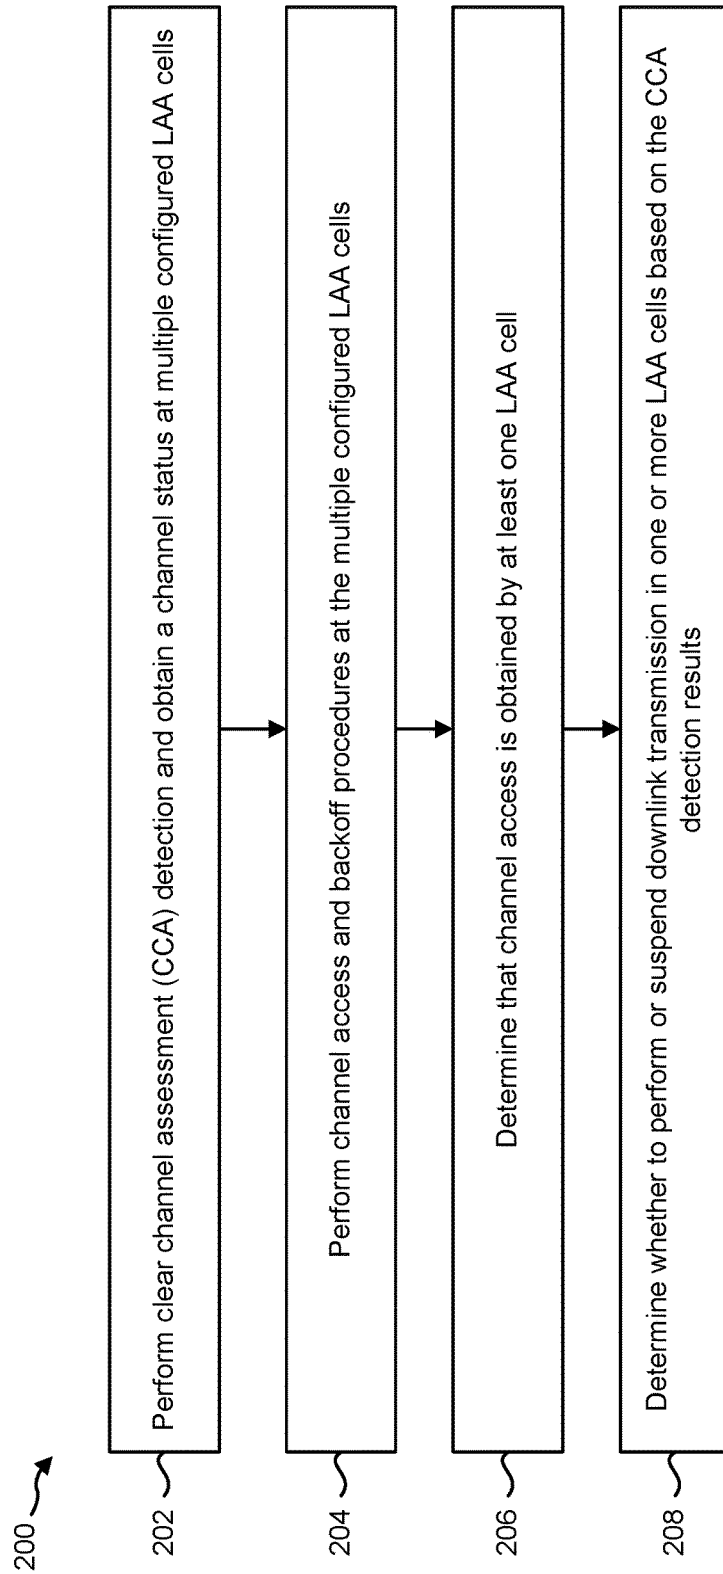 200
202
Perform clear channel assessment (CCA) detection and obtain a channel status at multiple configured LAA cells
204
Perform channel access and backoff procedures at the multiple configured LAA cells
206
Determine that channel access is obtained by at least one LAA cell
208
Determine whether to perform or suspend downlink transmission in one or more LAA cells based on the CCA
detection results